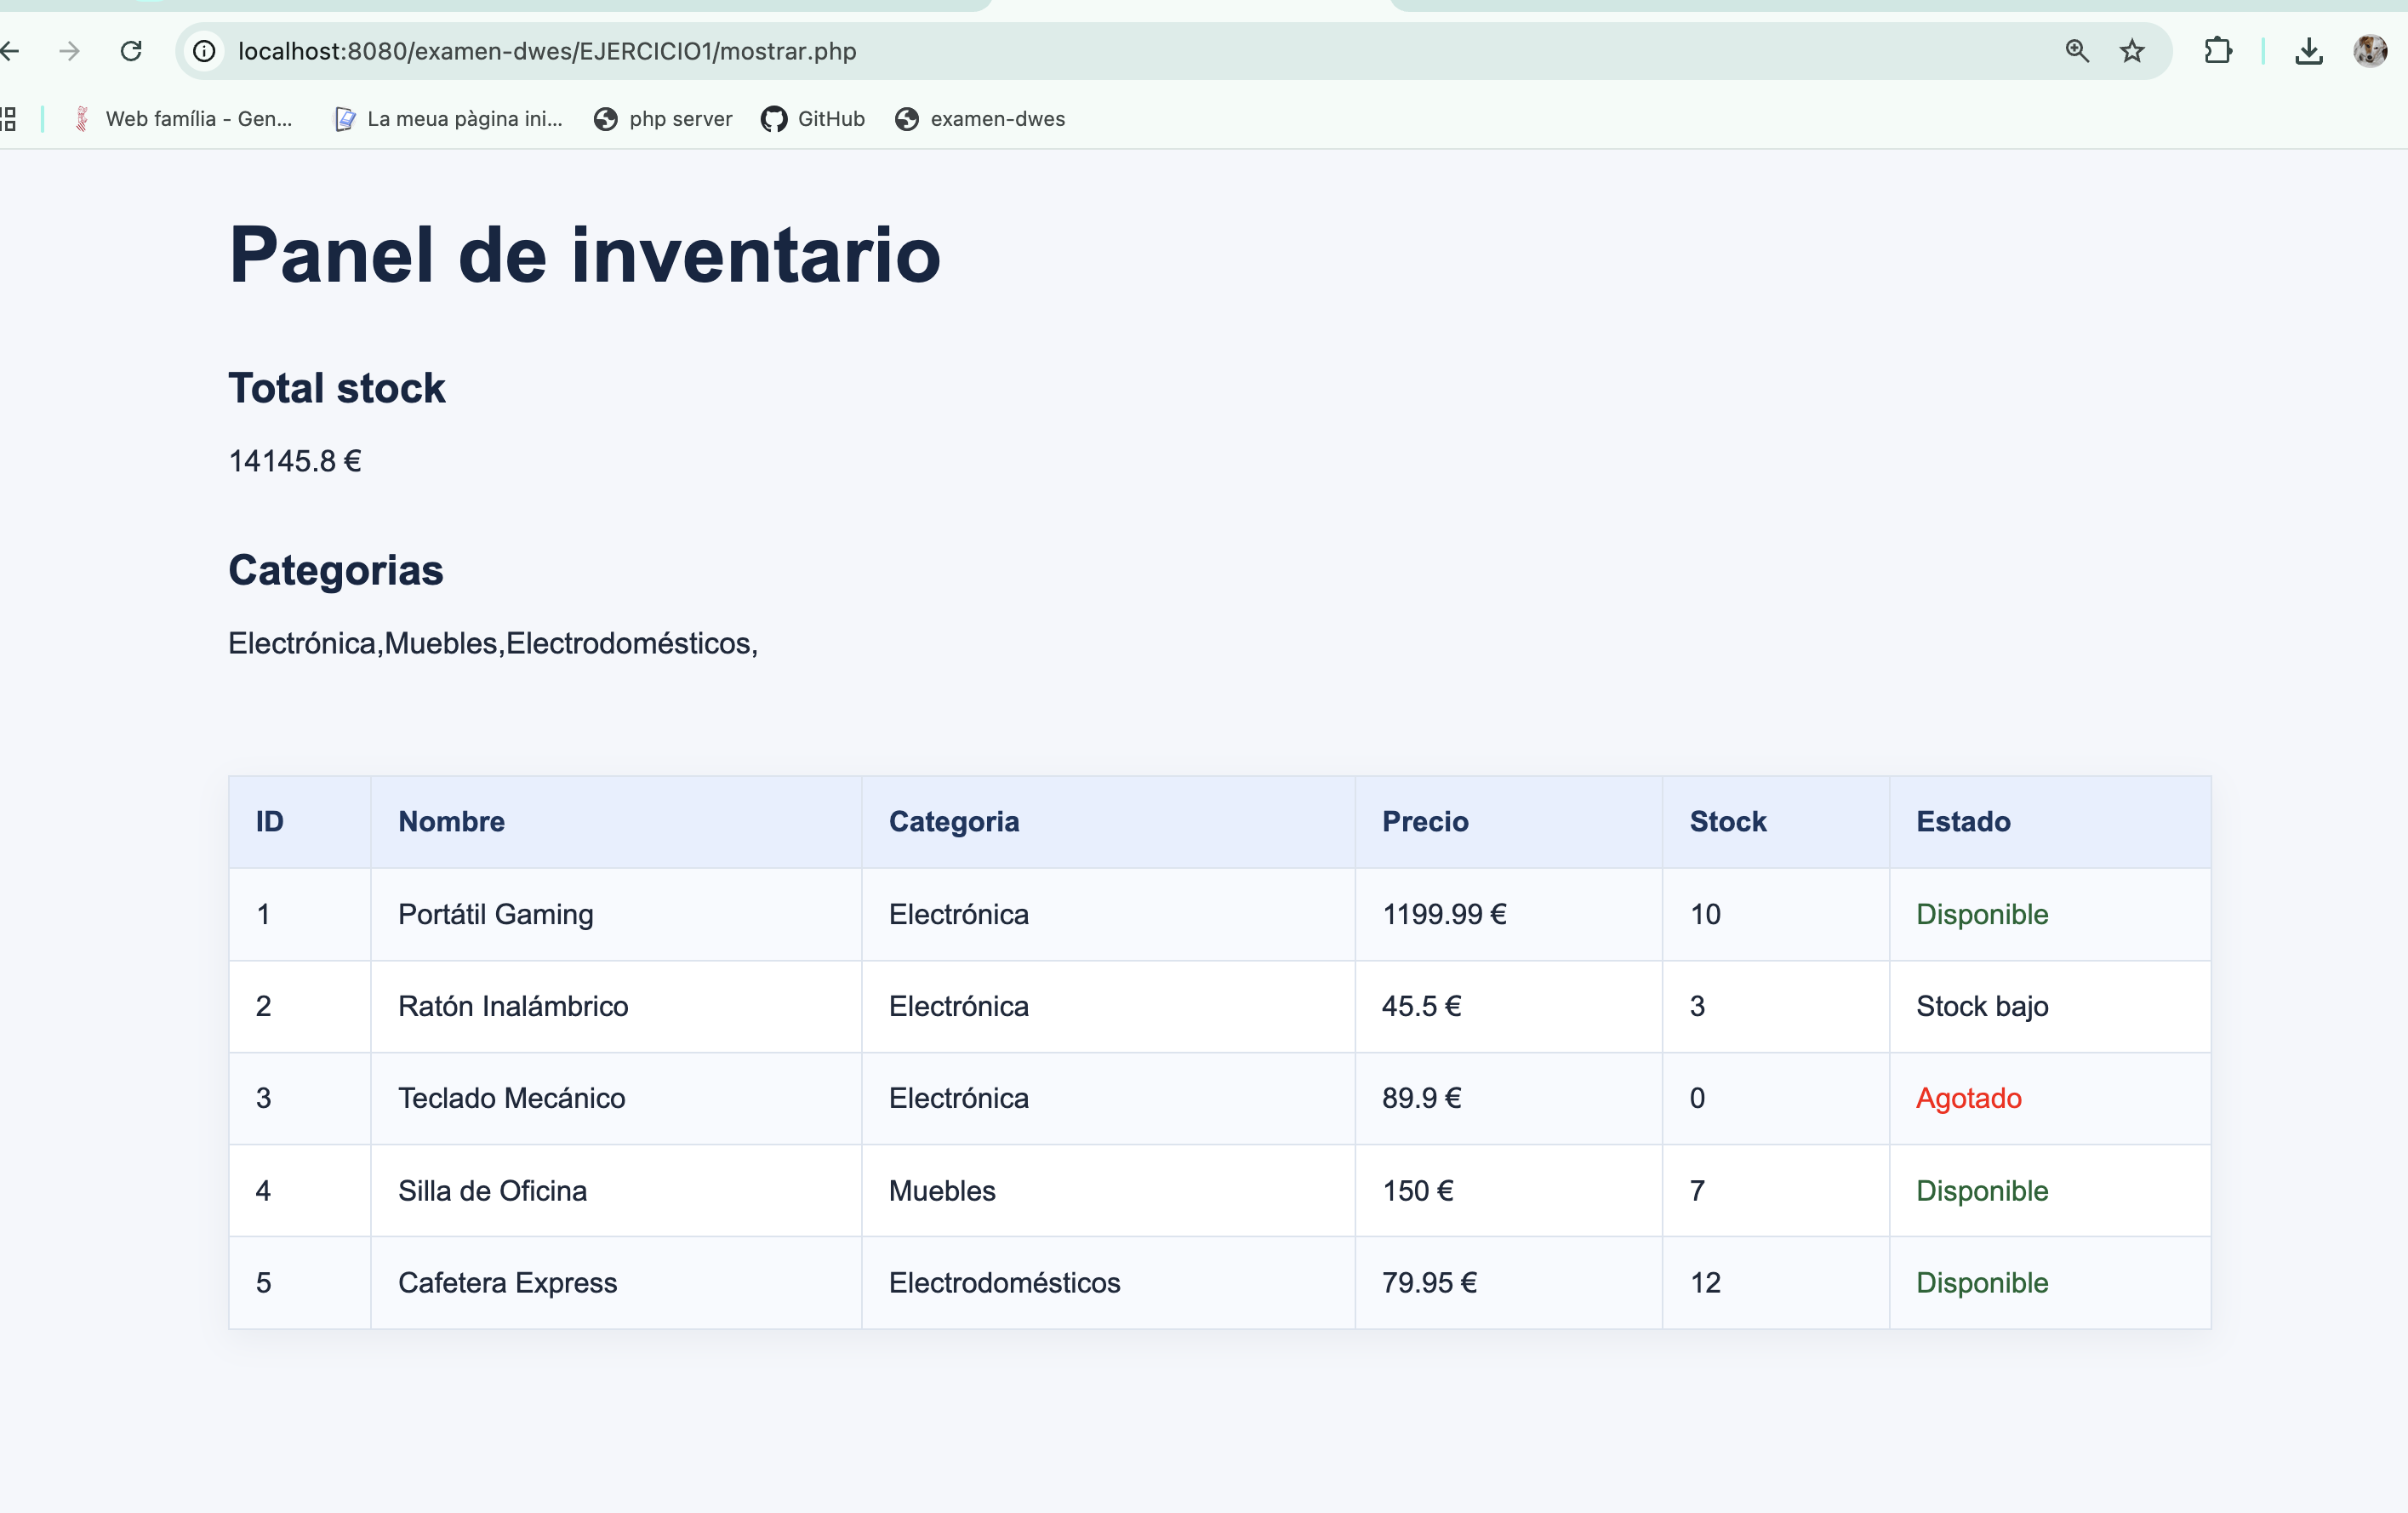 localhost:8080/examen-dwes/EJERCICIO1/mostrar.php
Web família - Gen... La meua pàgina ini... php server GitHub examen-dwes
Panel de inventario
Total stock
14145.8 €
Categorias
Electrónica,Muebles,Electrodomésticos,
ID Nombre Categoria Precio Stock Estado
1 Portátil Gaming Electrónica 1199.99 € 10 Disponible
2 Ratón Inalámbrico Electrónica 45.5 € 3 Stock bajo
3 Teclado Mecánico Electrónica 89.9 € 0 Agotado
4 Silla de Oficina Muebles 150 € 7 Disponible
5 Cafetera Express Electrodomésticos 79.95 € 12 Disponible